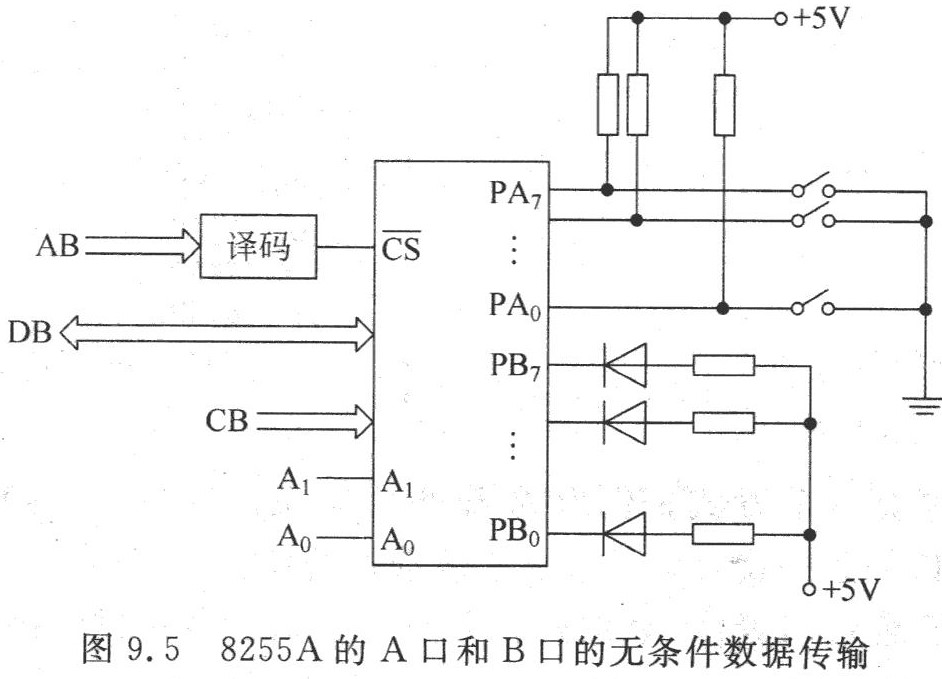 +5V
PA₇
AB
译码
C̅S̅
⋮
PA₀
DB
PB₇
CB
⋮
A₁
A₁
A₀
A₀
PB₀
+5V
图 9.5 8255A 的 A 口和 B 口的无条件数据传输